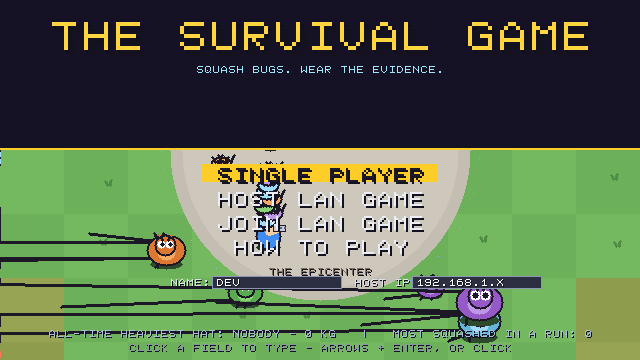 THE SURVIVAL GAME
SQUASH BUGS. WEAR THE EVIDENCE.
SINGLE PLAYER
HOST LAN GAME
JOIN LAN GAME
HOW TO PLAY
THE EPICENTER
NAME: DEV HOST IP 192.168.1.X
ALL-TIME HEAVIEST HAT: NOBODY - 0 KG | MOST SQUASHED IN A RUN: 0
CLICK A FIELD TO TYPE - ARROWS + ENTER, OR CLICK